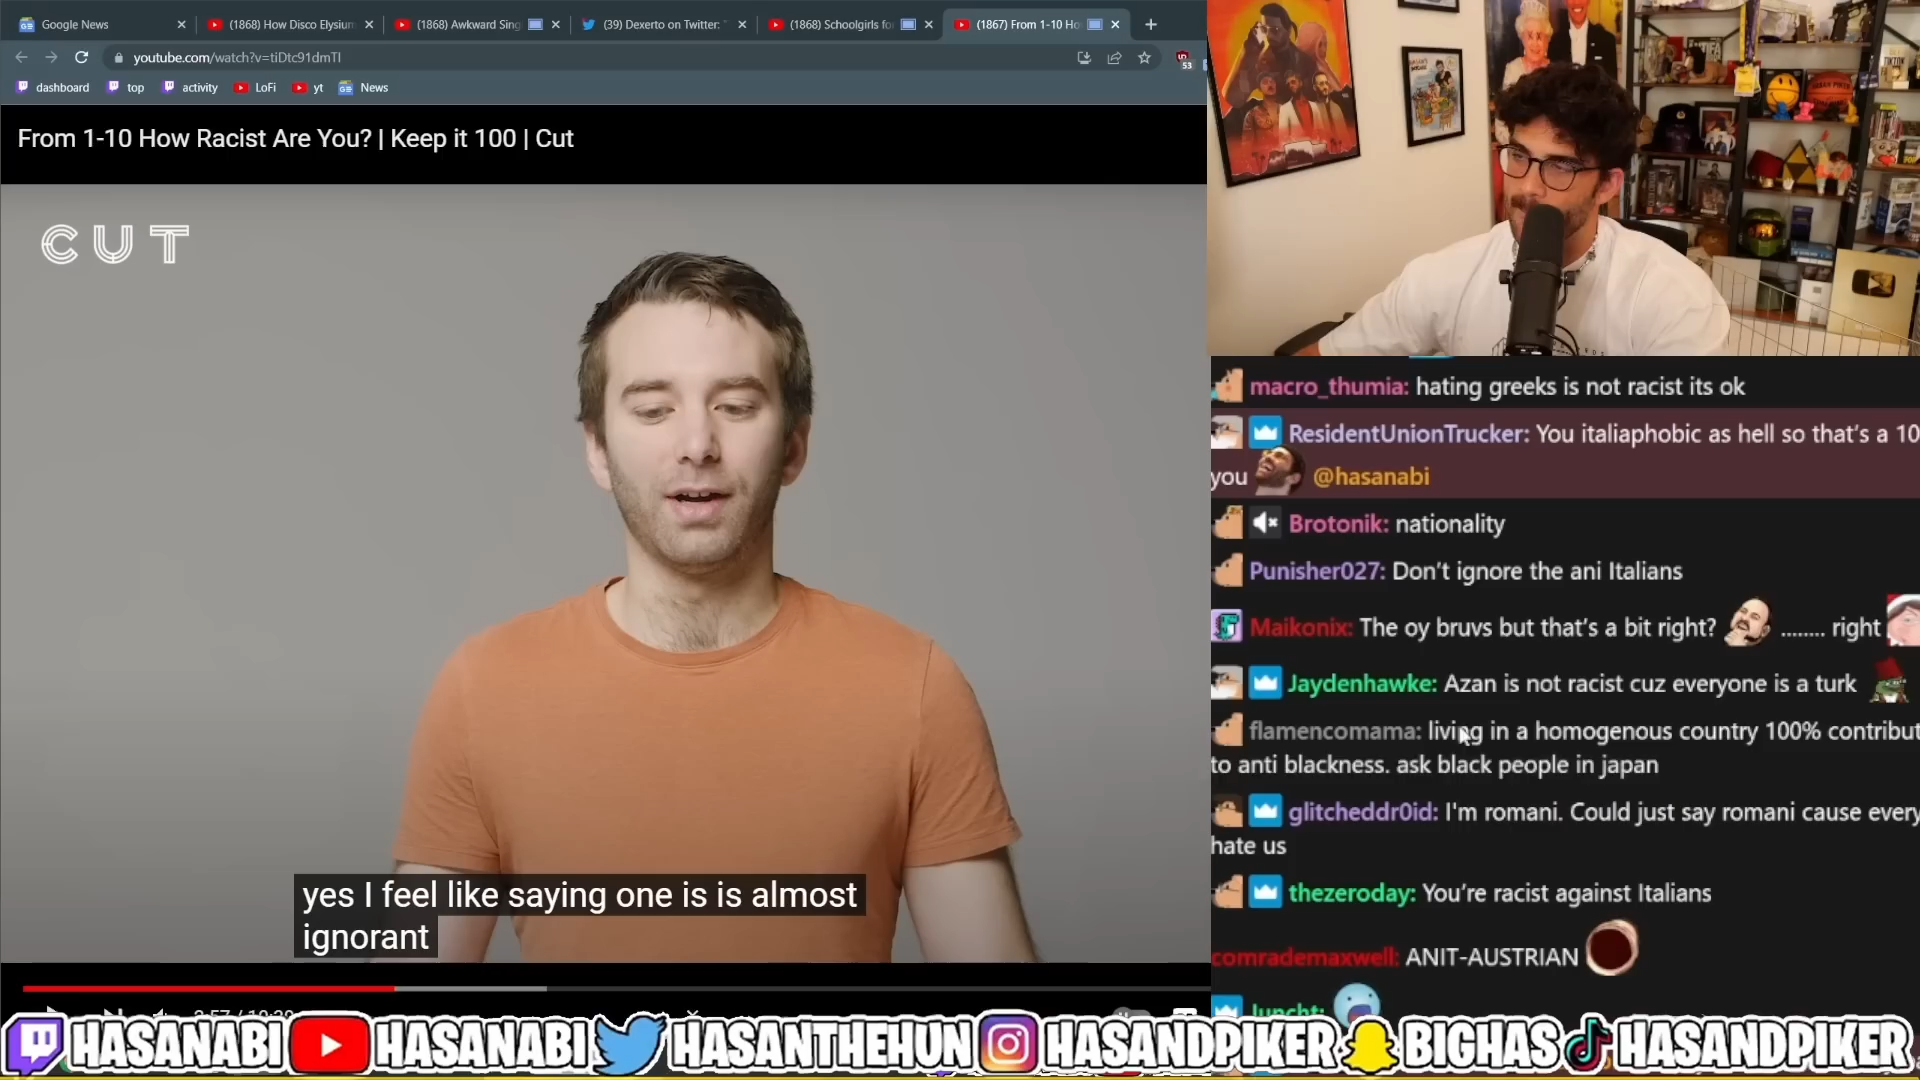 Google News
(1868) How Disco Elysium
(1868) Awkward Sing
(39) Dexerto on Twitter: "
(1868) Schoolgirls fo
(1867) From 1-10 Ho
youtube.com/watch?v=tiDtc91dmTI
53
dashboard
top
activity
LoFi
yt
News
From 1-10 How Racist Are You? | Keep it 100 | Cut
CUT
yes I feel like saying one is is almost
ignorant
macro_thumia: hating greeks is not racist its ok
ResidentUnionTrucker: You italiaphobic as hell so that's a 10
you @hasanabi
Brotonik: nationality
Punisher027: Don't ignore the ani Italians
Maikonix: The oy bruvs but that's a bit right? ........ right
Jaydenhawke: Azan is not racist cuz everyone is a turk
flamencomama: living in a homogenous country 100% contribut
to anti blackness. ask black people in japan
glitcheddr0id: I'm romani. Could just say romani cause every
hate us
thezeroday: You're racist against Italians
comrademaxwell: ANIT-AUSTRIAN
HASANABI
HASANABI
HASANTHEHUN
HASANDPIKER
BIGHAS
HASANDPIKER